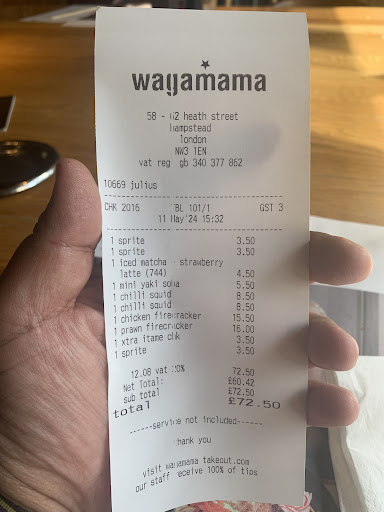 wagamama
58 - 62 heath street
hampstead
london
NW3 1EN
vat reg gb 340 377 862
10669 julius
CHK 2016 TBL 101/1 GST 3
11 May'24 15:32
1 sprite 3.50
1 sprite 3.50
1 iced matcha - strawberry
latte (744) 4.50
1 mini yaki soba 5.50
1 chilli squid 8.50
1 chilli squid 8.50
1 chicken firecracker 15.50
1 prawn firecracker 16.00
1 xtra itame chk 3.50
1 sprite 3.50
12.08 vat 20% 72.50
Net Total: £60.42
sub total £72.50
total £72.50
------service not included------
thank you
visit wagamama takeout.com
our staff receive 100% of tips